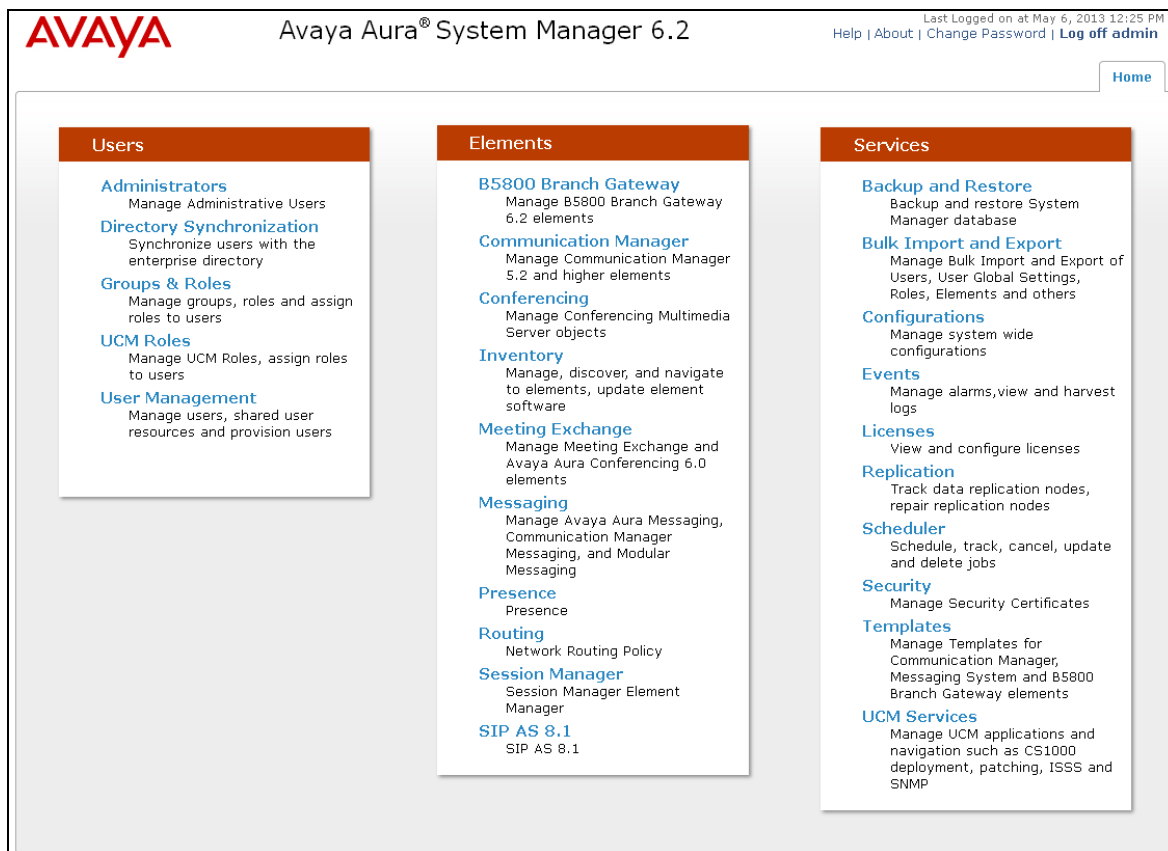 AVAYA
Avaya Aura® System Manager 6.2
Last Logged on at May 6, 2013 12:25 PM
Help | About | Change Password | Log off admin
Home
Users
Administrators
Manage Administrative Users
Directory Synchronization
Synchronize users with the
enterprise directory
Groups & Roles
Manage groups, roles and assign
roles to users
UCM Roles
Manage UCM Roles, assign roles
to users
User Management
Manage users, shared user
resources and provision users
Elements
B5800 Branch Gateway
Manage B5800 Branch Gateway
6.2 elements
Communication Manager
Manage Communication Manager
5.2 and higher elements
Conferencing
Manage Conferencing Multimedia
Server objects
Inventory
Manage, discover, and navigate
to elements, update element
software
Meeting Exchange
Manage Meeting Exchange and
Avaya Aura Conferencing 6.0
elements
Messaging
Manage Avaya Aura Messaging,
Communication Manager
Messaging, and Modular
Messaging
Presence
Presence
Routing
Network Routing Policy
Session Manager
Session Manager Element
Manager
SIP AS 8.1
SIP AS 8.1
Services
Backup and Restore
Backup and restore System
Manager database
Bulk Import and Export
Manage Bulk Import and Export of
Users, User Global Settings,
Roles, Elements and others
Configurations
Manage system wide
configurations
Events
Manage alarms,view and harvest
logs
Licenses
View and configure licenses
Replication
Track data replication nodes,
repair replication nodes
Scheduler
Schedule, track, cancel, update
and delete jobs
Security
Manage Security Certificates
Templates
Manage Templates for
Communication Manager,
Messaging System and B5800
Branch Gateway elements
UCM Services
Manage UCM applications and
navigation such as CS1000
deployment, patching, ISSS and
SNMP